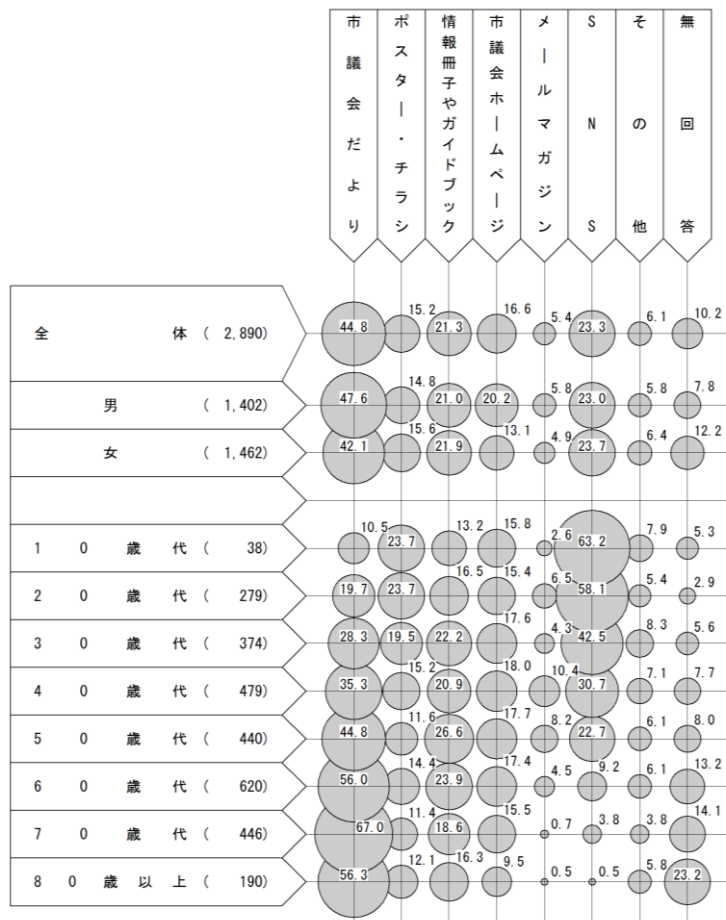 市議会だより
ポスター・チラシ
情報冊子やガイドブック
市議会ホームページ
メールマガジン
SNS
その他
無回答
全体 ( 2,890) 44.8 15.2 21.3 16.6 5.4 23.3 6.1 10.2
男 ( 1,402) 47.6 14.8 21.0 20.2 5.8 23.0 5.8 7.8
女 ( 1,462) 42.1 15.6 21.9 13.1 4.9 23.7 6.4 12.2
10歳代 ( 38) 10.5 23.7 13.2 15.8 2.6 63.2 7.9 5.3
20歳代 ( 279) 19.7 23.7 16.5 15.4 6.5 58.1 5.4 2.9
30歳代 ( 374) 28.3 19.5 22.2 17.6 4.3 42.5 8.3 5.6
40歳代 ( 479) 35.3 15.2 20.9 18.0 10.4 30.7 7.1 7.7
50歳代 ( 440) 44.8 11.6 26.6 17.7 8.2 22.7 6.1 8.0
60歳代 ( 620) 56.0 14.4 23.9 17.4 4.5 9.2 6.1 13.2
70歳代 ( 446) 67.0 11.4 18.6 15.5 0.7 3.8 3.8 14.1
80歳以上 ( 190) 56.3 12.1 16.3 9.5 0.5 0.5 5.8 23.2